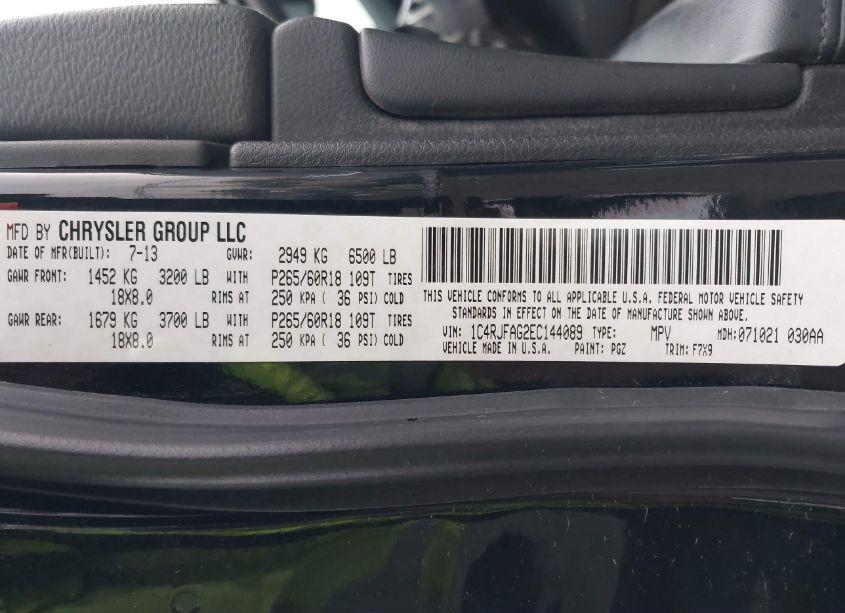 MFD BY CHRYSLER GROUP LLC
DATE OF MFR(BUILT): 7-13 GVWR: 2949 KG 6500 LB
GAWR FRONT: 1452 KG 3200 LB WITH P265/60R18 109T TIRES
18X8.0 RIMS AT 250 KPA ( 36 PSI) COLD
GAWR REAR: 1679 KG 3700 LB WITH P265/60R18 109T TIRES
18X8.0 RIMS AT 250 KPA ( 36 PSI) COLD
THIS VEHICLE CONFORMS TO ALL APPLICABLE U.S.A. FEDERAL MOTOR VEHICLE SAFETY
STANDARDS IN EFFECT ON THE DATE OF MANUFACTURE SHOWN ABOVE.
VIN: 1C4RJFAG2EC144089 TYPE: MPV MDH:071021 030AA
VEHICLE MADE IN U.S.A. PAINT: PGZ TRIM: F7X9